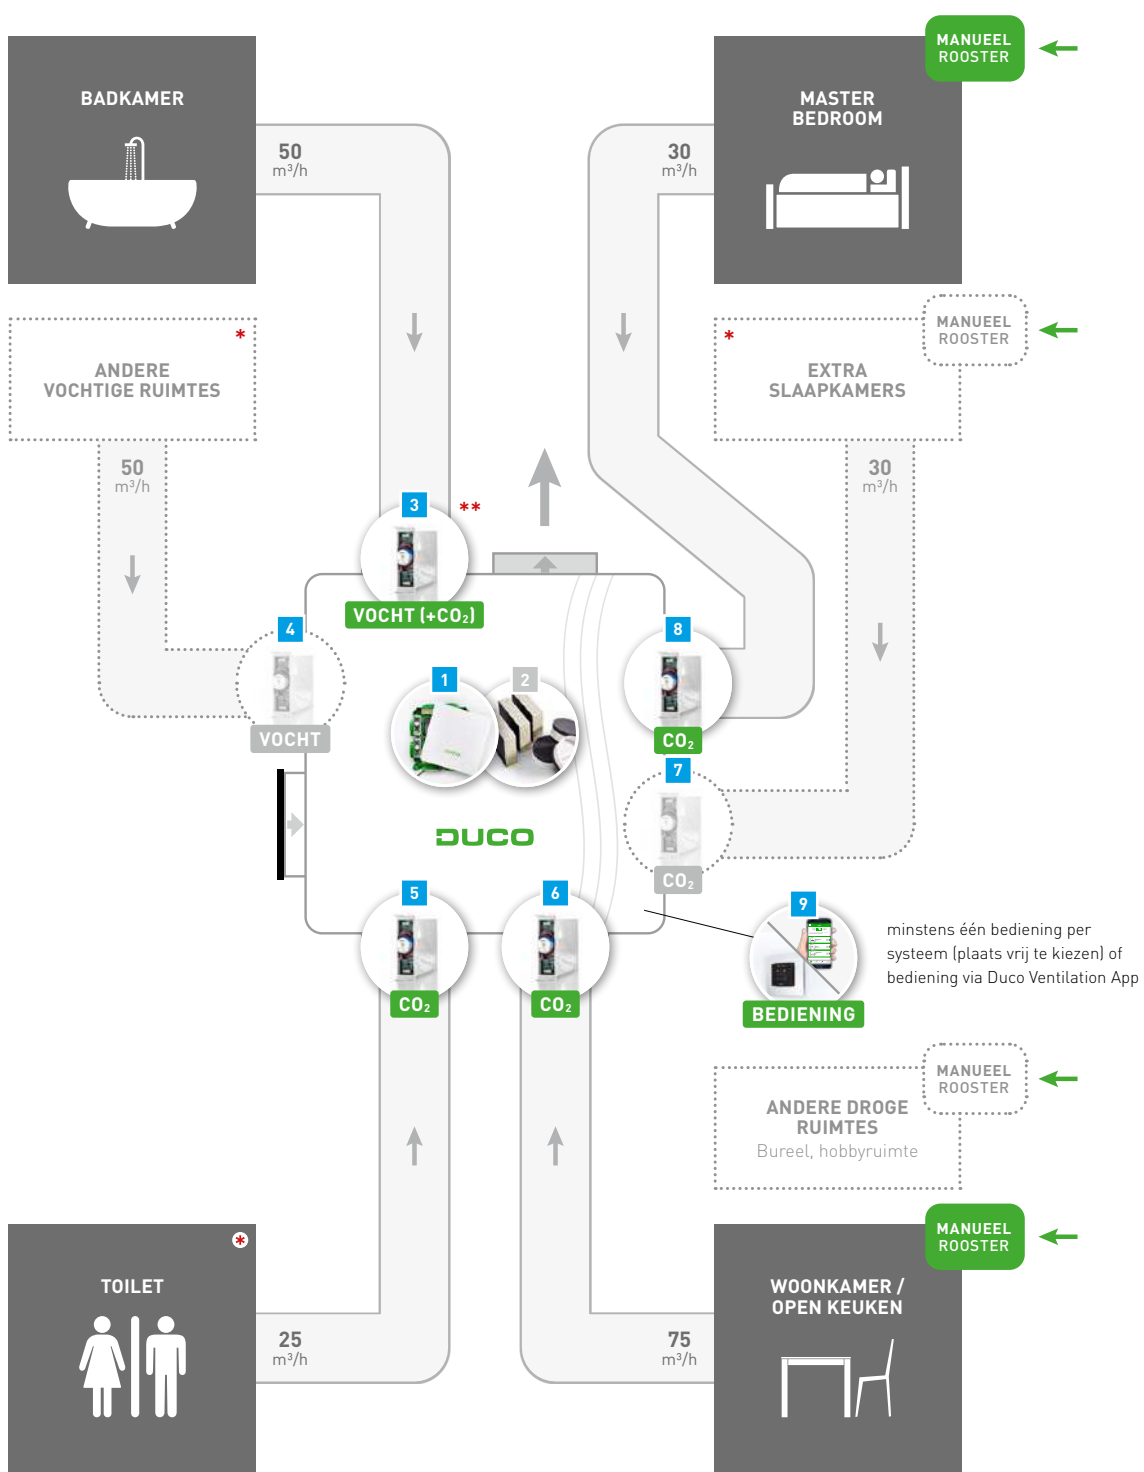 MANUEEL
ROOSTER
BADKAMER
MASTER
BEDROOM
50
m³/h
30
m³/h
*
ANDERE
VOCHTIGE RUIMTES
*
EXTRA
SLAAPKAMERS
MANUEEL
ROOSTER
50
m³/h
30
m³/h
3
**
VOCHT (+CO₂)
4
VOCHT
8
CO₂
1
2
7
CO₂
DUCO
5
CO₂
6
CO₂
9
BEDIENING
minstens één bediening per
systeem (plaats vrij te kiezen) of
bediening via Duco Ventilation App
MANUEEL
ROOSTER
ANDERE DROGE
RUIMTES
Bureel, hobbyruimte
MANUEEL
ROOSTER
*
TOILET
WOONKAMER /
OPEN KEUKEN
25
m³/h
75
m³/h